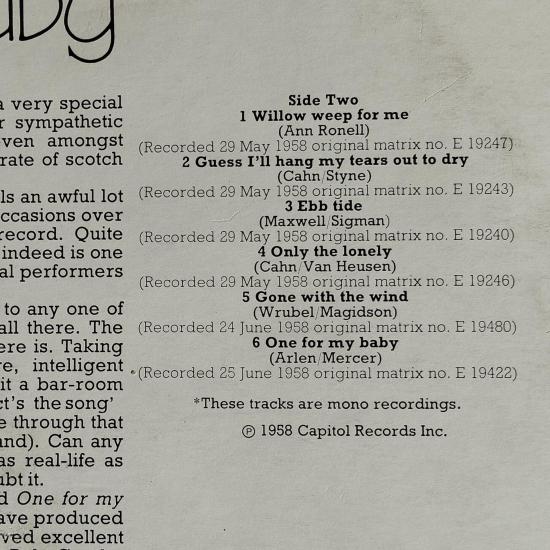 a very special
sympathetic
even amongst
rate of scotch
ls an awful lot
occasions over
record. Quite
indeed is one
al performers
to any one of
all there. The
ere is. Taking
re, intelligent
it a bar-room
ct's the song'
e through that
and). Can any
as real-life as
ubt it.
d One for my
ave produced
ved excellent
Side Two
1 Willow weep for me
(Ann Ronell)
(Recorded 29 May 1958 original matrix no. E 19247)
2 Guess I'll hang my tears out to dry
(Cahn/Styne)
(Recorded 29 May 1958 original matrix no. E 19243)
3 Ebb tide
(Maxwell/Sigman)
(Recorded 29 May 1958 original matrix no. E 19240)
4 Only the lonely
(Cahn/Van Heusen)
(Recorded 29 May 1958 original matrix no. E 19246)
5 Gone with the wind
(Wrubel/Magidson)
(Recorded 24 June 1958 original matrix no. E 19480)
6 One for my baby
(Arlen/Mercer)
*(Recorded 25 June 1958 original matrix no. E 19422)
*These tracks are mono recordings.
℗ 1958 Capitol Records Inc.